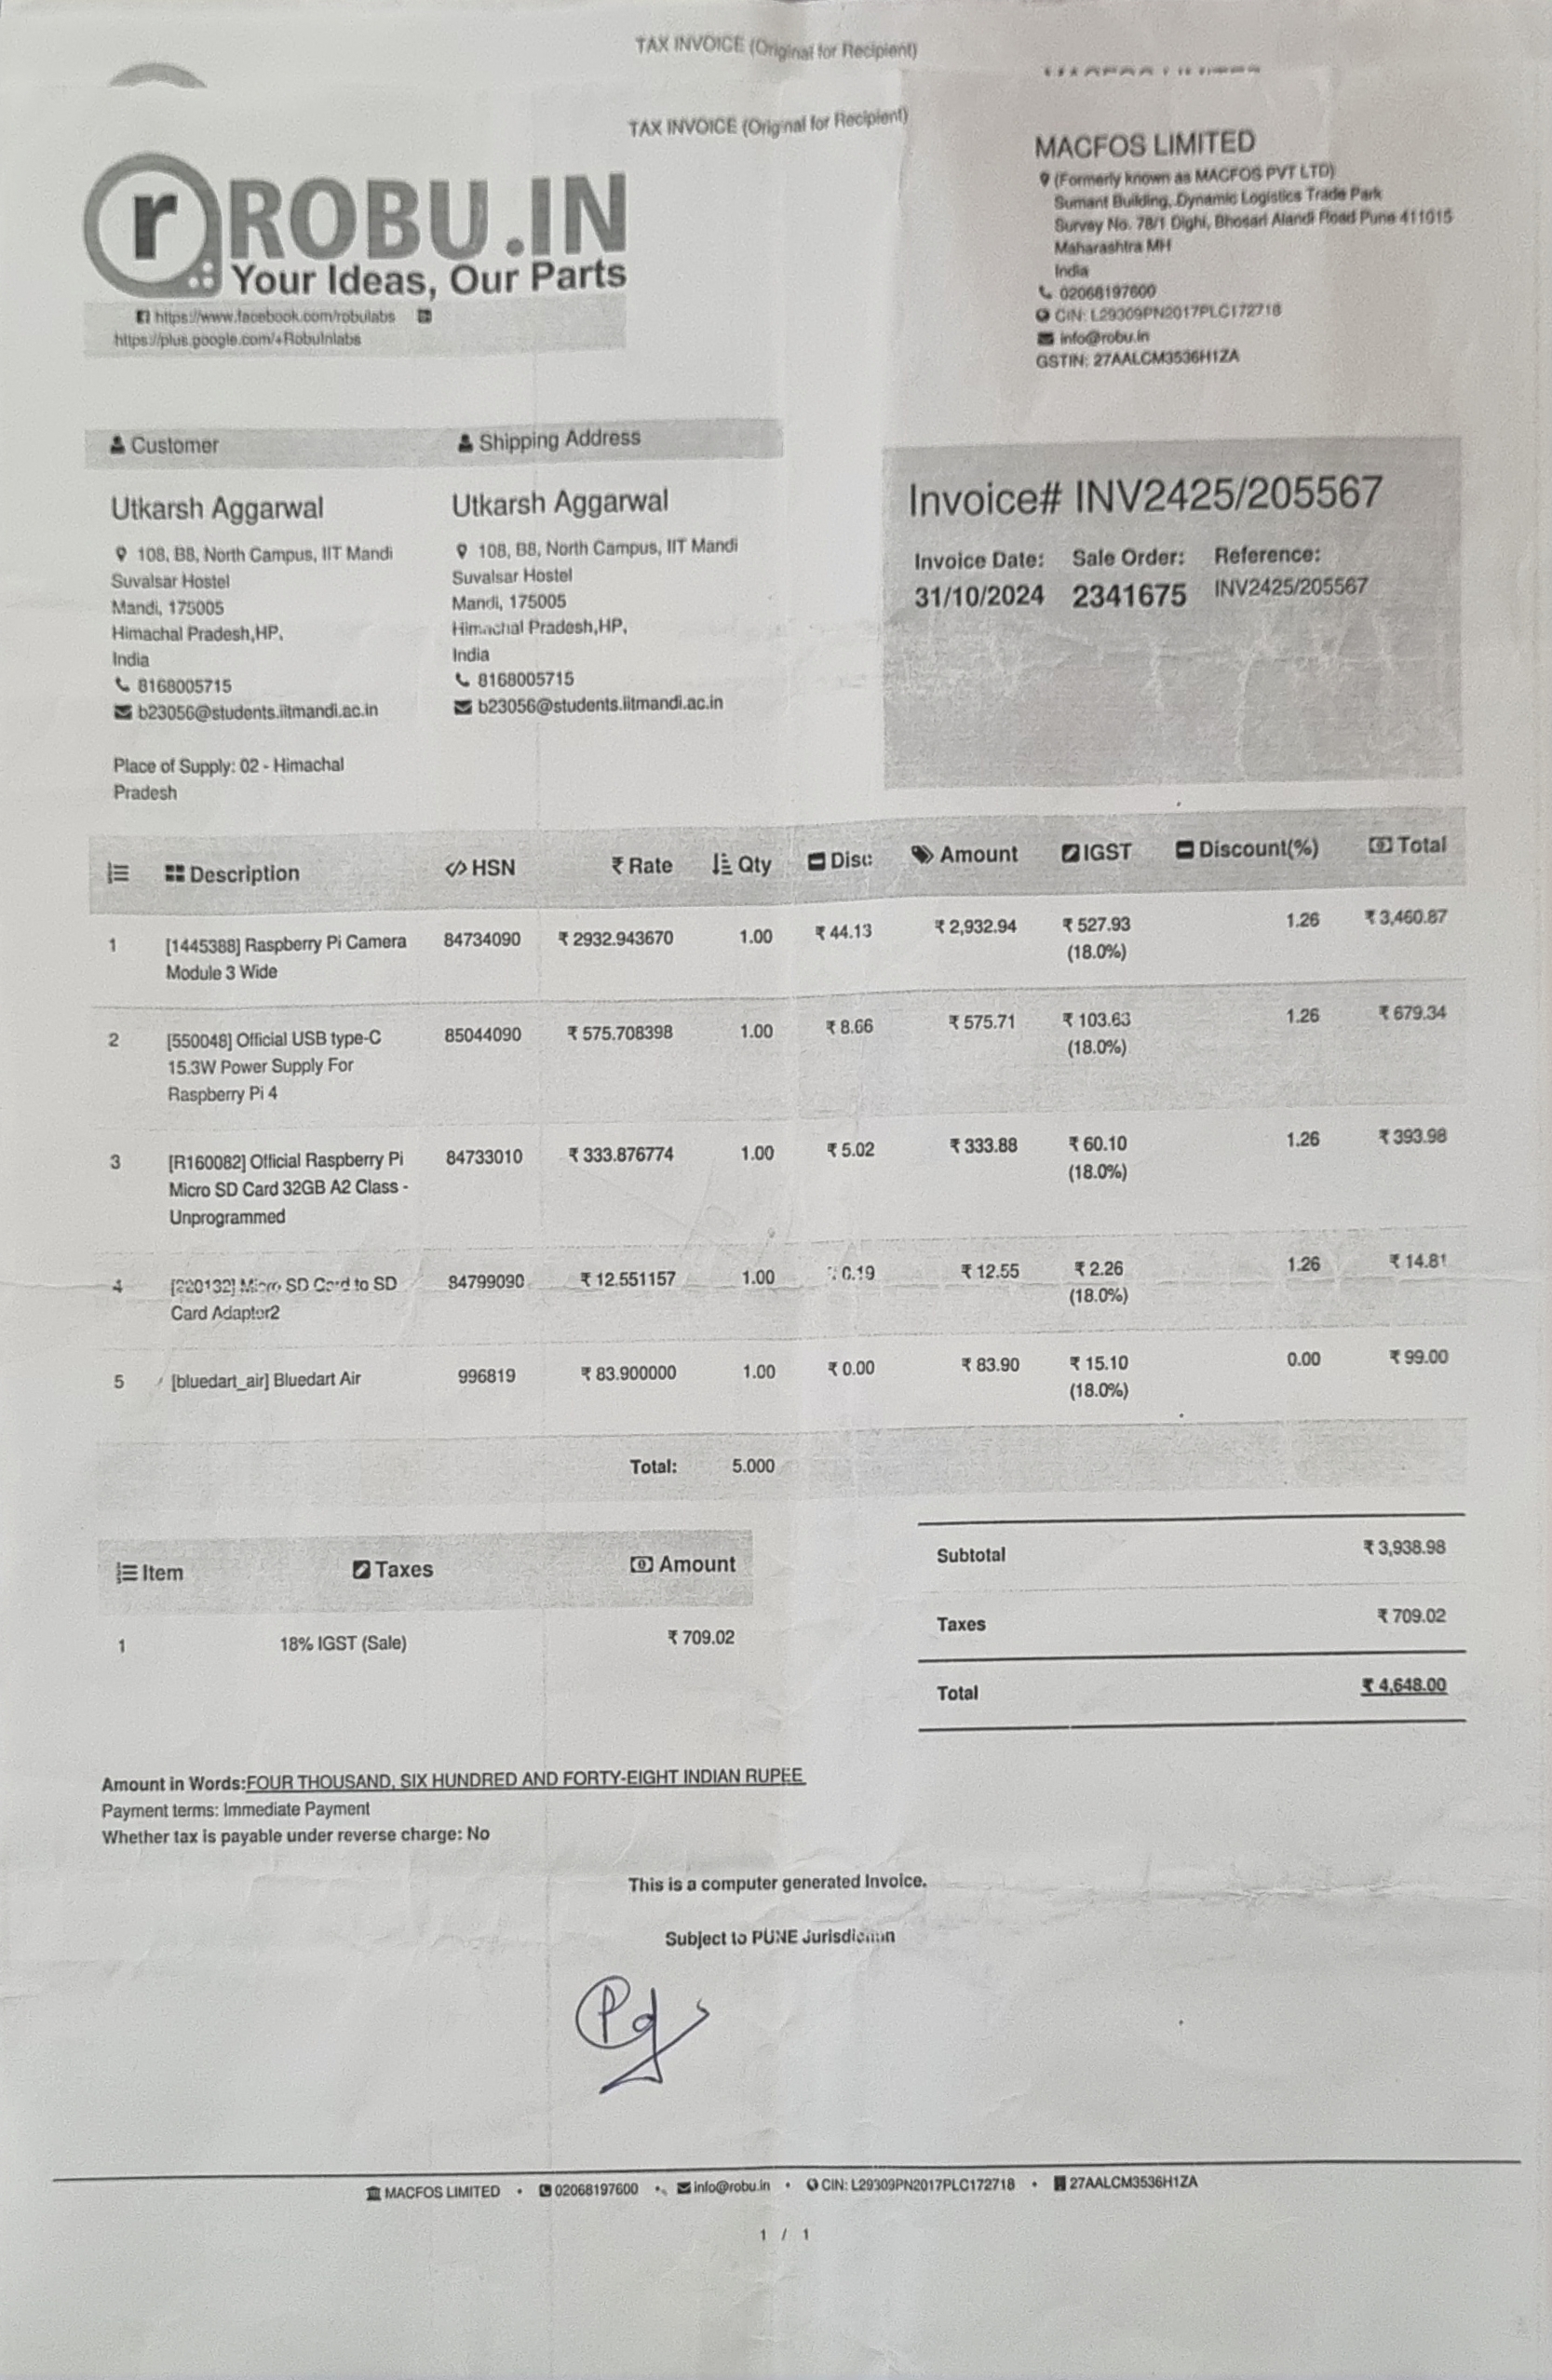 TAX INVOICE (Original for Recipient)
TAX INVOICE (Original for Recipient)
r ROBU.IN
Your Ideas, Our Parts
https://www.facebook.com/robulabs
https://plus.google.com/+RobuInlabs
MACFOS LIMITED
(Formerly known as MACFOS PVT LTD)
Sumant Building, Dynamic Logistics Trade Park
Survey No. 78/1 Dighi, Bhosari Alandi Road Pune 411015
Maharashtra MH
India
02068197600
CIN: L29309PN2017PLC172718
info@robu.in
GSTIN: 27AALCM3536H1ZA
Customer
Utkarsh Aggarwal
108, B8, North Campus, IIT Mandi
Suvalsar Hostel
Mandi, 175005
Himachal Pradesh,HP,
India
8168005715
b23056@students.iitmandi.ac.in
Place of Supply: 02 - Himachal
Pradesh
Shipping Address
Utkarsh Aggarwal
108, B8, North Campus, IIT Mandi
Suvalsar Hostel
Mandi, 175005
Himachal Pradesh,HP,
India
8168005715
b23056@students.iitmandi.ac.in
Invoice# INV2425/205567
Invoice Date: Sale Order: Reference:
31/10/2024 2341675 INV2425/205567
Description HSN ₹ Rate Qty Disc Amount IGST Discount(%) Total
1 [1445388] Raspberry Pi Camera 84734090 ₹ 2932.943670 1.00 ₹ 44.13 ₹ 2,932.94 ₹ 527.93 1.26 ₹ 3,460.87
Module 3 Wide (18.0%)
2 [550048] Official USB type-C 85044090 ₹ 575.708398 1.00 ₹ 8.66 ₹ 575.71 ₹ 103.63 1.26 ₹ 679.34
15.3W Power Supply For (18.0%)
Raspberry Pi 4
3 [R160082] Official Raspberry Pi 84733010 ₹ 333.876774 1.00 ₹ 5.02 ₹ 333.88 ₹ 60.10 1.26 ₹ 393.98
Micro SD Card 32GB A2 Class - (18.0%)
Unprogrammed
4 [220132] Micro SD Card to SD 84799090 ₹ 12.551157 1.00 ₹ 0.19 ₹ 12.55 ₹ 2.26 1.26 ₹ 14.81
Card Adaptor2 (18.0%)
5 [bluedart_air] Bluedart Air 996819 ₹ 83.900000 1.00 ₹ 0.00 ₹ 83.90 ₹ 15.10 0.00 ₹ 99.00
(18.0%)
Total: 5.000
Item Taxes Amount
1 18% IGST (Sale) ₹ 709.02
Subtotal ₹ 3,938.98
Taxes ₹ 709.02
Total ₹ 4,648.00
Amount in Words:FOUR THOUSAND, SIX HUNDRED AND FORTY-EIGHT INDIAN RUPEE
Payment terms: Immediate Payment
Whether tax is payable under reverse charge: No
This is a computer generated Invoice.
Subject to PUNE Jurisdiction
MACFOS LIMITED • 02068197600 • info@robu.in • CIN: L29309PN2017PLC172718 • 27AALCM3536H1ZA
1 / 1